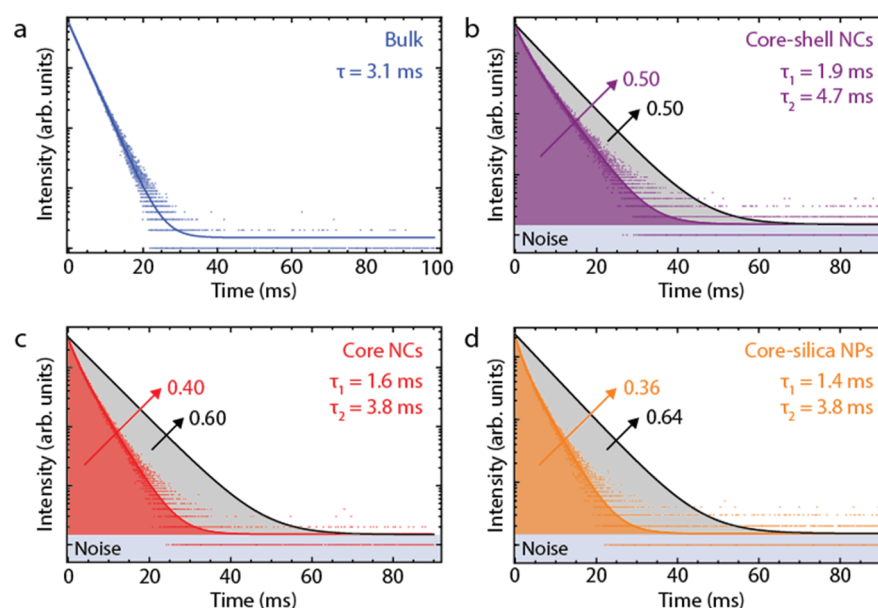 a
Bulk
τ = 3.1 ms
Intensity (arb. units)
0 20 40 60 80 100
Time (ms)
b
Core-shell NCs
τ1 = 1.9 ms
τ2 = 4.7 ms
0.50
0.50
Intensity (arb. units)
Noise
0 20 40 60 80
Time (ms)
c
Core NCs
τ1 = 1.6 ms
τ2 = 3.8 ms
0.40
0.60
Intensity (arb. units)
Noise
0 20 40 60 80
Time (ms)
d
Core-silica NPs
τ1 = 1.4 ms
τ2 = 3.8 ms
0.36
0.64
Intensity (arb. units)
Noise
0 20 40 60 80
Time (ms)